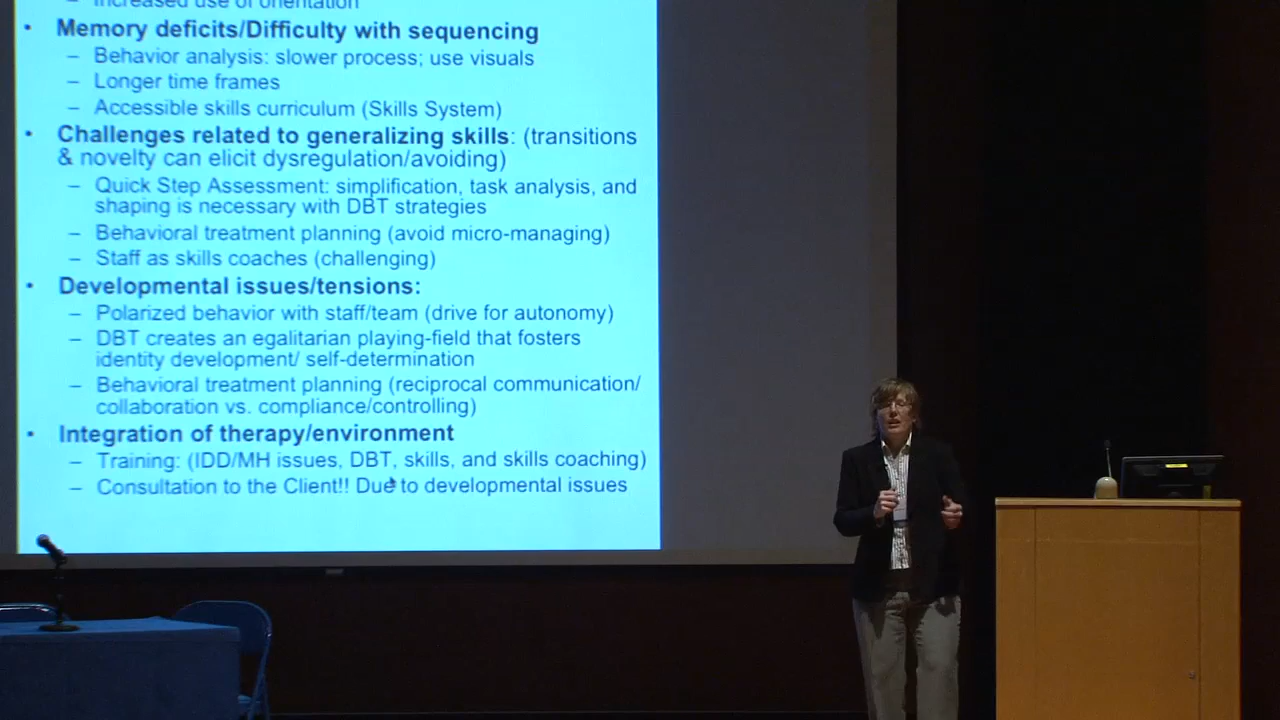 – Increased use of orientation
• Memory deficits/Difficulty with sequencing
– Behavior analysis: slower process; use visuals
– Longer time frames
– Accessible skills curriculum (Skills System)
• Challenges related to generalizing skills: (transitions
& novelty can elicit dysregulation/avoiding)
– Quick Step Assessment: simplification, task analysis, and
shaping is necessary with DBT strategies
– Behavioral treatment planning (avoid micro-managing)
– Staff as skills coaches (challenging)
• Developmental issues/tensions:
– Polarized behavior with staff/team (drive for autonomy)
– DBT creates an egalitarian playing-field that fosters
identity development/ self-determination
– Behavioral treatment planning (reciprocal communication/
collaboration vs. compliance/controlling)
• Integration of therapy/environment
– Training: (IDD/MH issues, DBT, skills, and skills coaching)
– Consultation to the Client!! Due to developmental issues